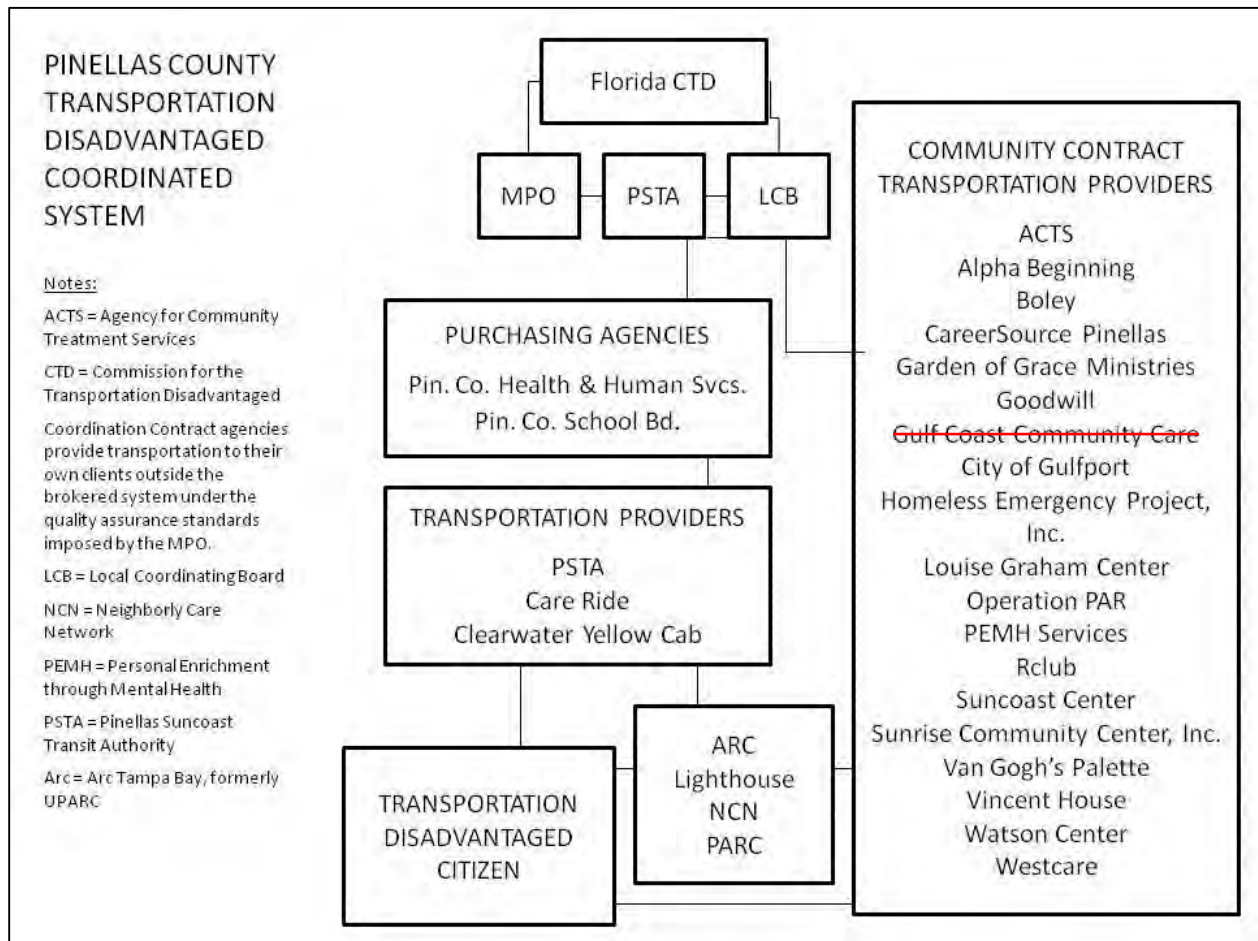 PINELLAS COUNTY
TRANSPORTATION
DISADVANTAGED
COORDINATED
SYSTEM
Notes:
ACTS = Agency for Community
Treatment Services
CTD = Commission for the
Transportation Disadvantaged
Coordination Contract agencies
provide transportation to their
own clients outside the
brokered system under the
quality assurance standards
imposed by the MPO.
LCB = Local Coordinating Board
NCN = Neighborly Care
Network
PEMH = Personal Enrichment
through Mental Health
PSTA = Pinellas Suncoast
Transit Authority
Arc = Arc Tampa Bay, formerly
UPARC
Florida CTD
MPO
PSTA
LCB
PURCHASING AGENCIES
Pin. Co. Health & Human Svcs.
Pin. Co. School Bd.
TRANSPORTATION PROVIDERS
PSTA
Care Ride
Clearwater Yellow Cab
TRANSPORTATION
DISADVANTAGED
CITIZEN
ARC
Lighthouse
NCN
PARC
COMMUNITY CONTRACT
TRANSPORTATION PROVIDERS
ACTS
Alpha Beginning
Boley
CareerSource Pinellas
Garden of Grace Ministries
Goodwill
Gulf Coast Community Care
City of Gulfport
Homeless Emergency Project,
Inc.
Louise Graham Center
Operation PAR
PEMH Services
Rclub
Suncoast Center
Sunrise Community Center, Inc.
Van Gogh's Palette
Vincent House
Watson Center
Westcare